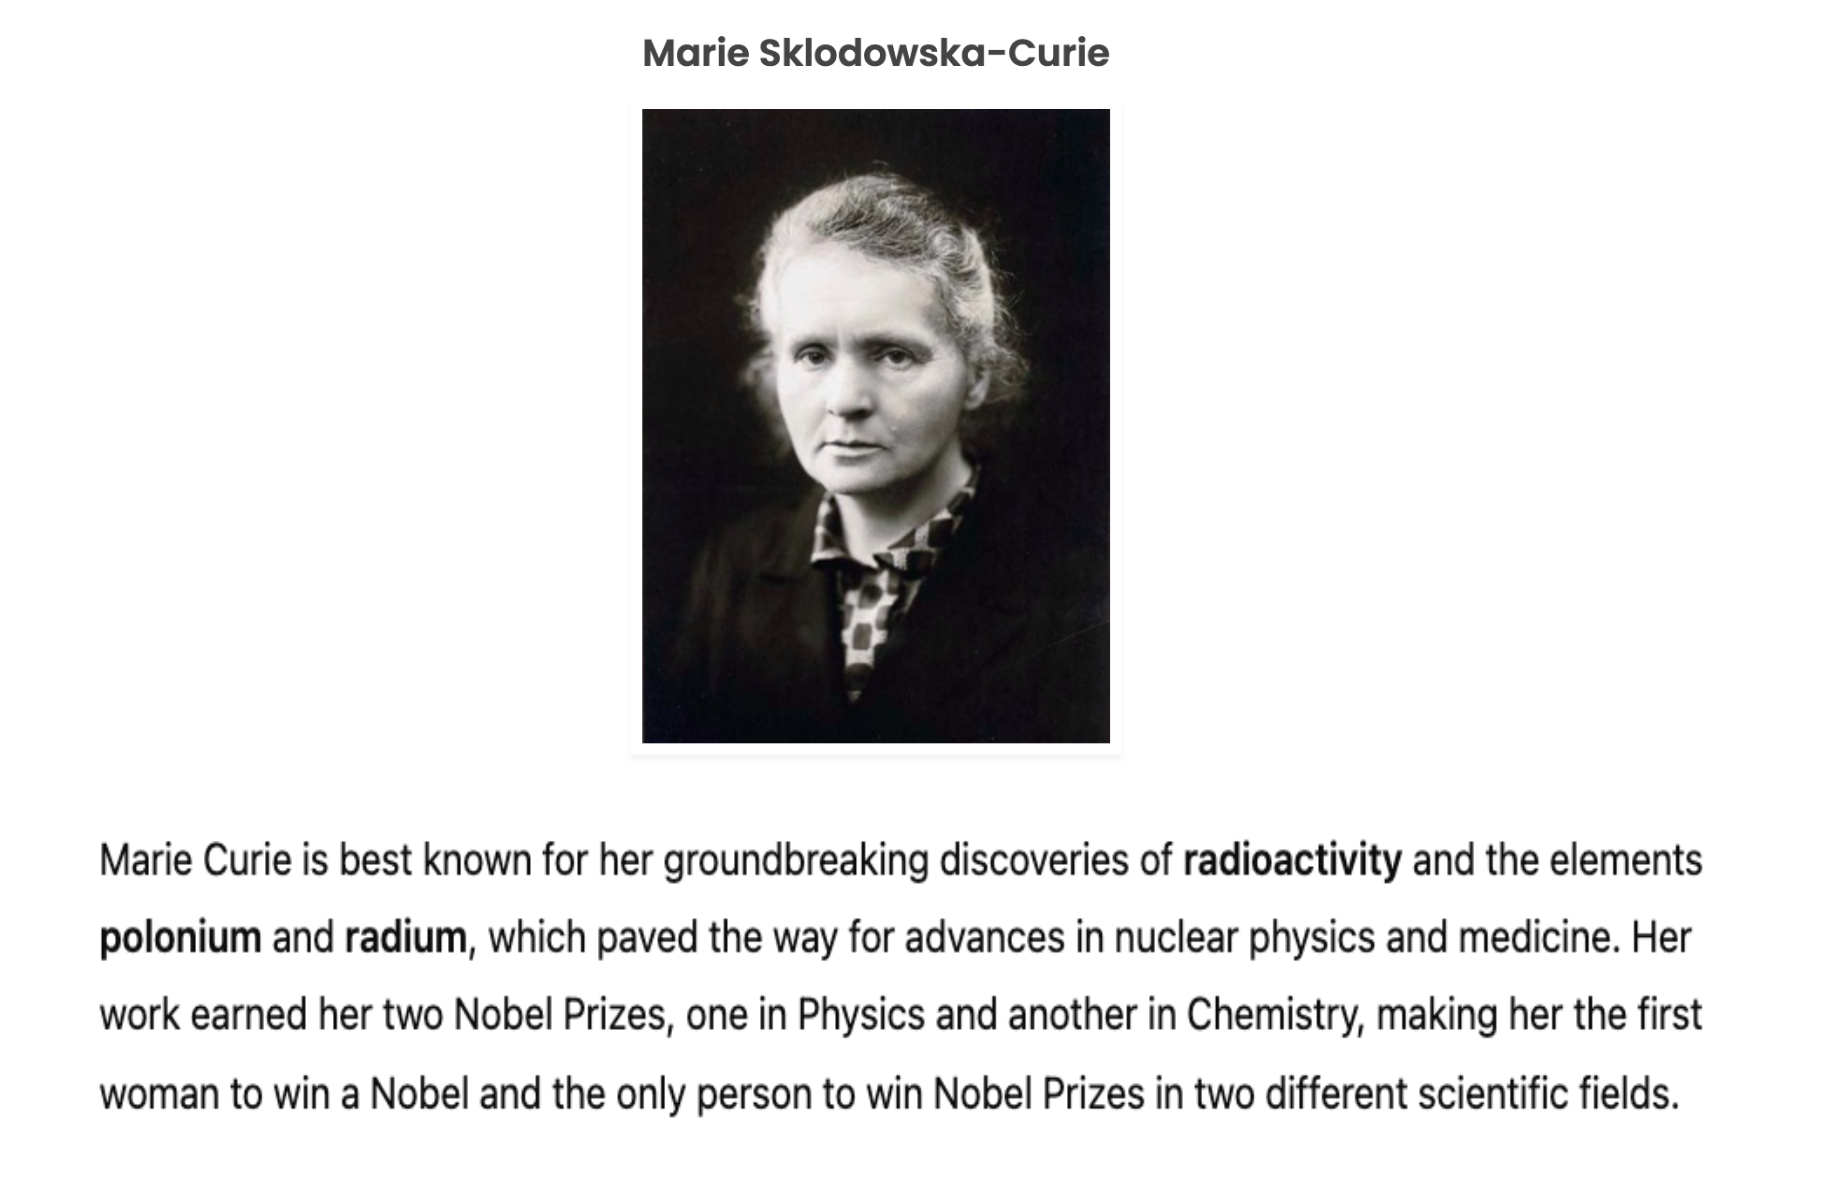 Marie Sklodowska-Curie
Marie Curie is best known for her groundbreaking discoveries of radioactivity and the elements
polonium and radium, which paved the way for advances in nuclear physics and medicine. Her
work earned her two Nobel Prizes, one in Physics and another in Chemistry, making her the first
woman to win a Nobel and the only person to win Nobel Prizes in two different scientific fields.